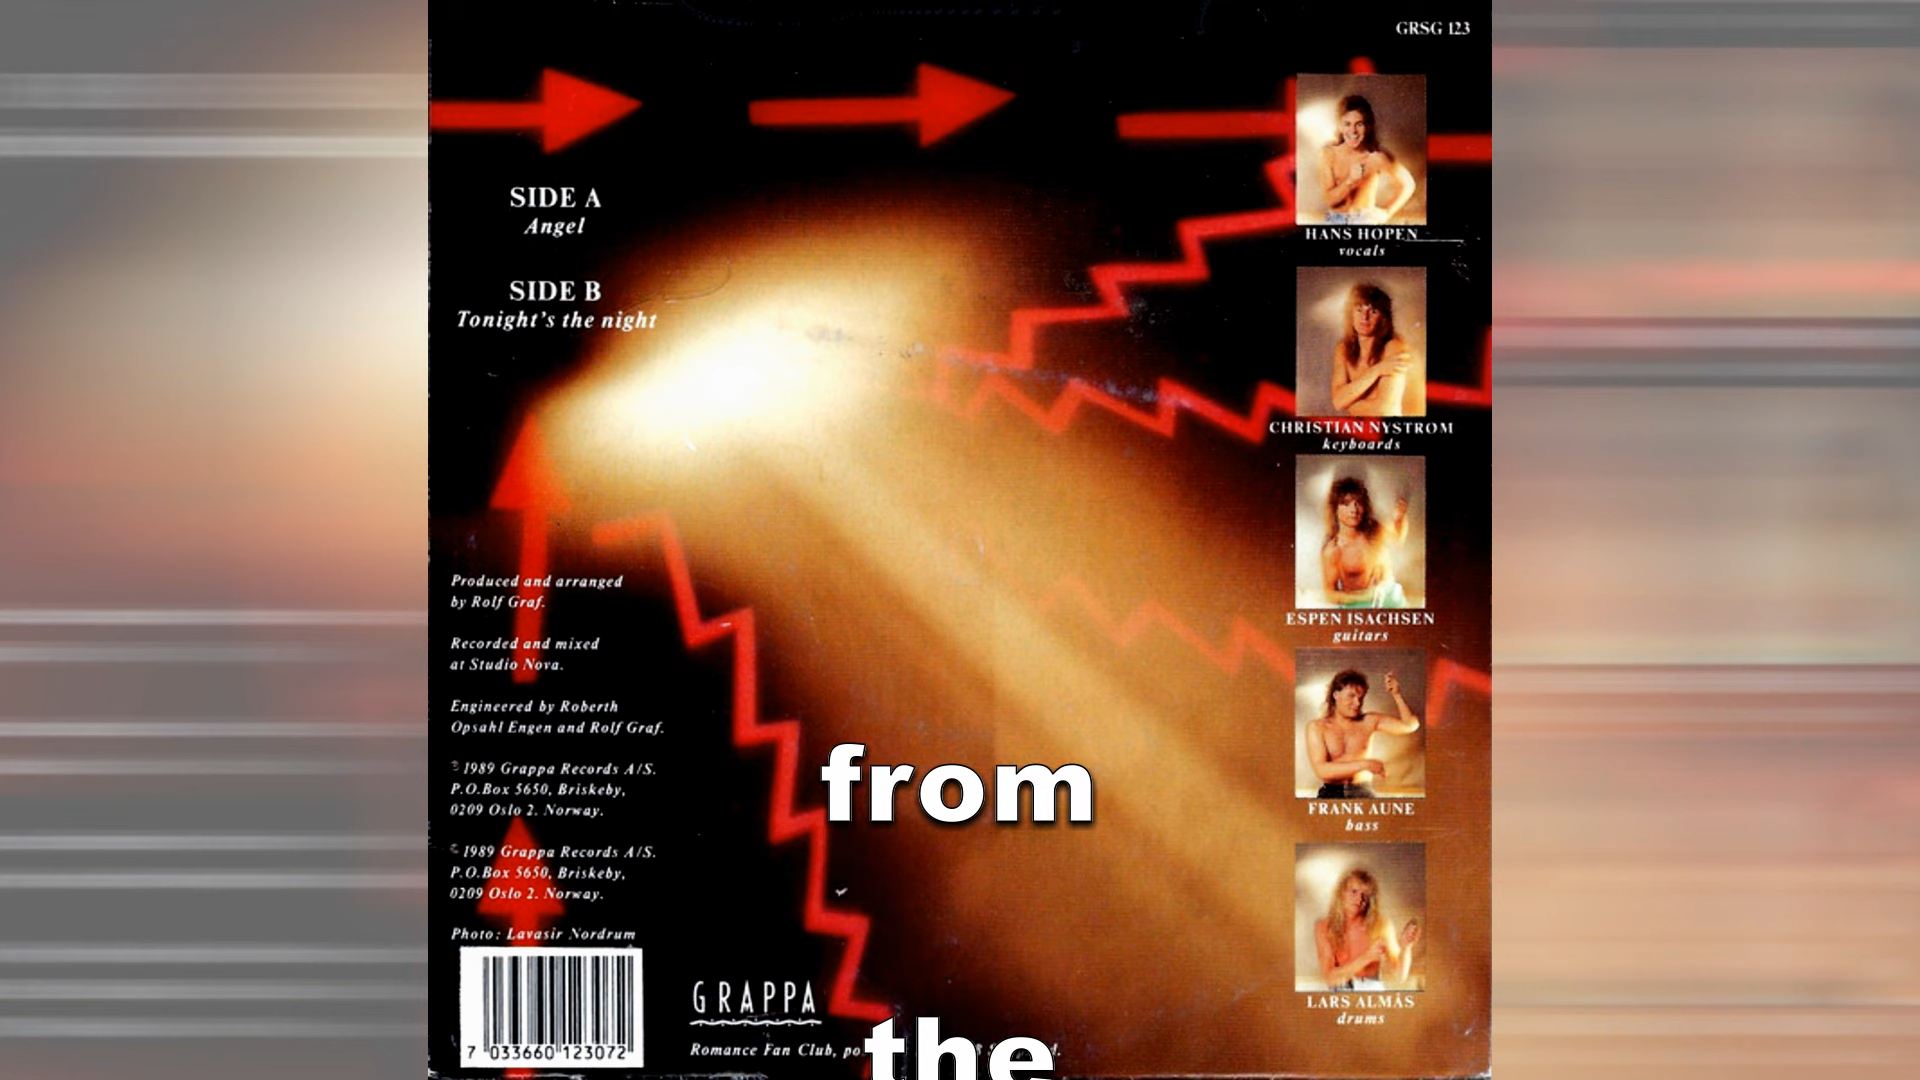 GRSG 123
SIDE A
Angel
SIDE B
Tonight's the night
HANS HOPEN
vocals
CHRISTIAN NYSTRØM
keyboards
ESPEN ISACHSEN
guitars
FRANK AUNE
bass
LARS ALMÅS
drums
Produced and arranged
by Rolf Graf.
Recorded and mixed
at Studio Nova.
Engineered by Roberth
Opsahl Engen and Rolf Graf.
℗ 1989 Grappa Records A/S.
P.O.Box 5650, Briskeby,
0209 Oslo 2. Norway.
© 1989 Grappa Records A/S.
P.O.Box 5650, Briskeby,
0209 Oslo 2. Norway.
Photo: Lavasir Nordrum
7 033660 123072
GRAPPA
Romance Fan Club,
from
the